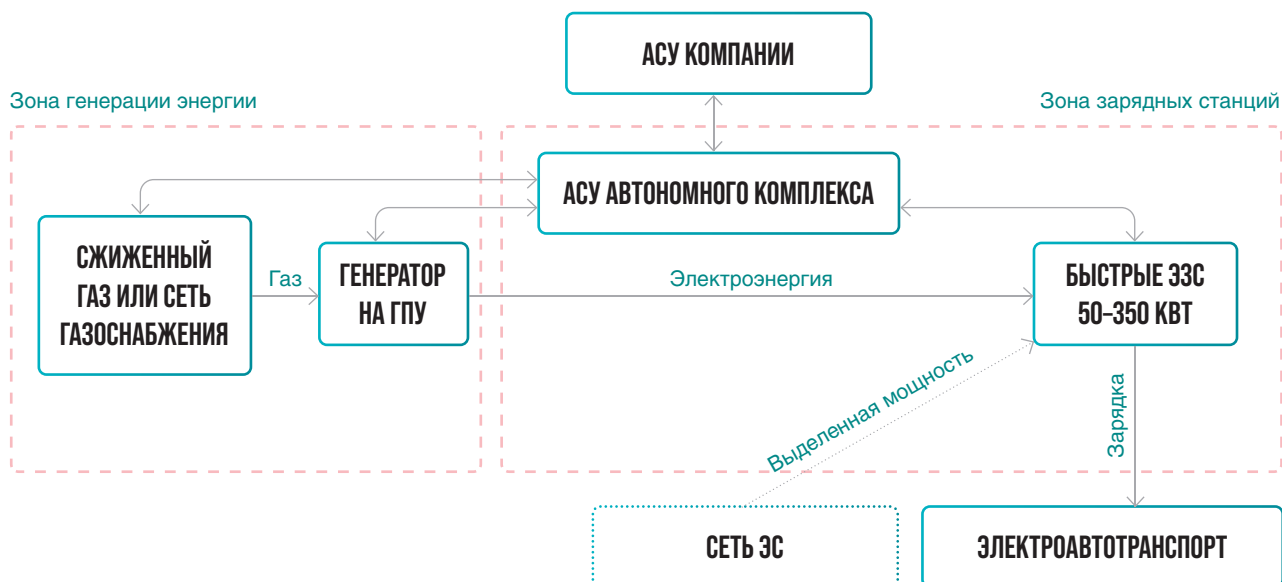 АСУ КОМПАНИИ
Зона генерации энергии
Зона зарядных станций
АСУ АВТОНОМНОГО КОМПЛЕКСА
СЖИЖЕННЫЙ
ГАЗ ИЛИ СЕТЬ
ГАЗОСНАБЖЕНИЯ
Газ
ГЕНЕРАТОР
НА ГПУ
Электроэнергия
БЫСТРЫЕ ЭЗС
50–350 КВТ
Выделенная мощность
Зарядка
СЕТЬ ЭС
ЭЛЕКТРОАВТОТРАНСПОРТ